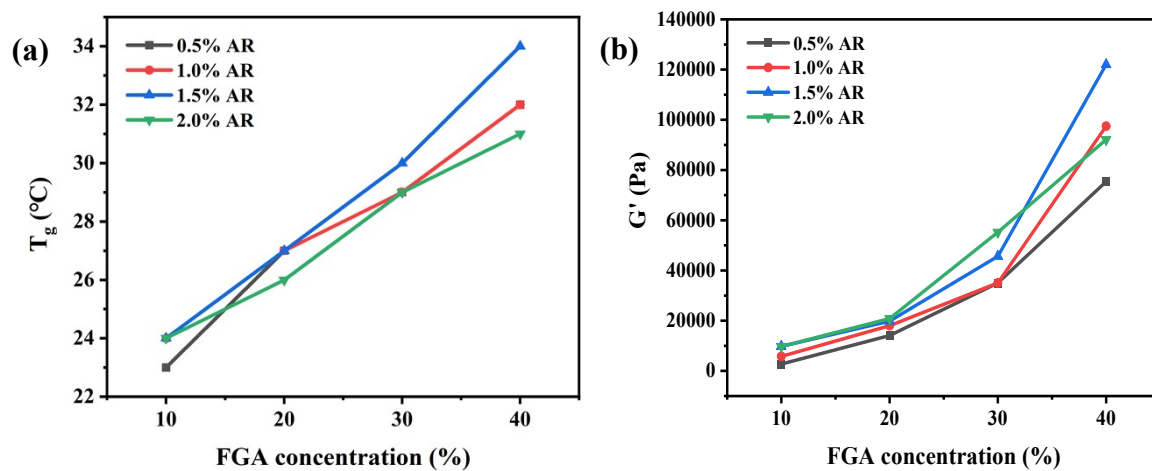 (a)
0.5% AR
1.0% AR
1.5% AR
2.0% AR
34
32
30
28
26
24
22
Tg (℃)
10 20 30 40
FGA concentration (%)
(b)
0.5% AR
1.0% AR
1.5% AR
2.0% AR
140000
120000
100000
80000
60000
40000
20000
0
G' (Pa)
10 20 30 40
FGA concentration (%)